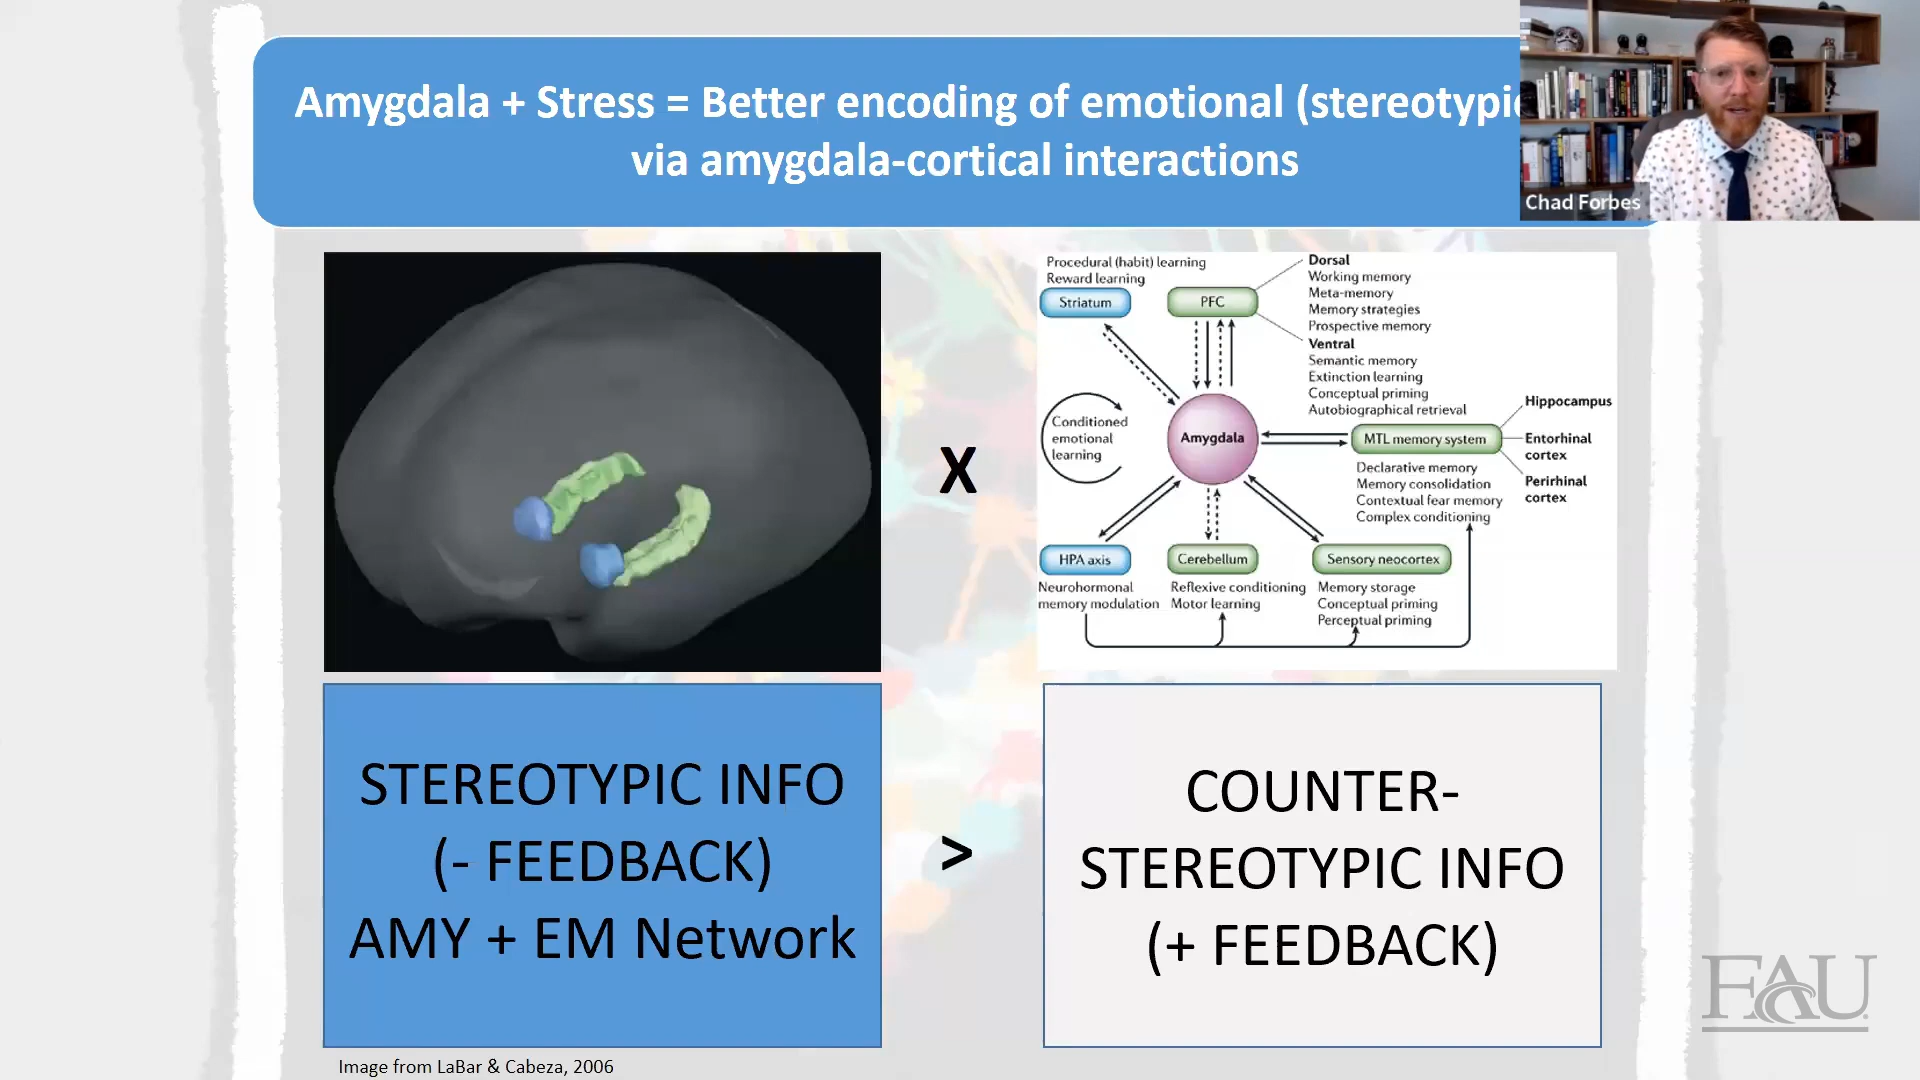 Amygdala + Stress = Better encoding of emotional (stereotypic
via amygdala-cortical interactions
Chad Forbes
Procedural (habit) learning
Reward learning
Striatum
PFC
Dorsal
Working memory
Meta-memory
Memory strategies
Prospective memory
Ventral
Semantic memory
Extinction learning
Conceptual priming
Autobiographical retrieval
Conditioned
emotional
learning
Amygdala
MTL memory system
Hippocampus
Entorhinal
cortex
Perirhinal
cortex
Declarative memory
Memory consolidation
Contextual fear memory
Complex conditioning
HPA axis
Neurohormonal
memory modulation
Cerebellum
Reflexive conditioning
Motor learning
Sensory neocortex
Memory storage
Conceptual priming
Perceptual priming
X
STEREOTYPIC INFO
(- FEEDBACK)
AMY + EM Network
>
COUNTER-
STEREOTYPIC INFO
(+ FEEDBACK)
FAU
Image from LaBar & Cabeza, 2006